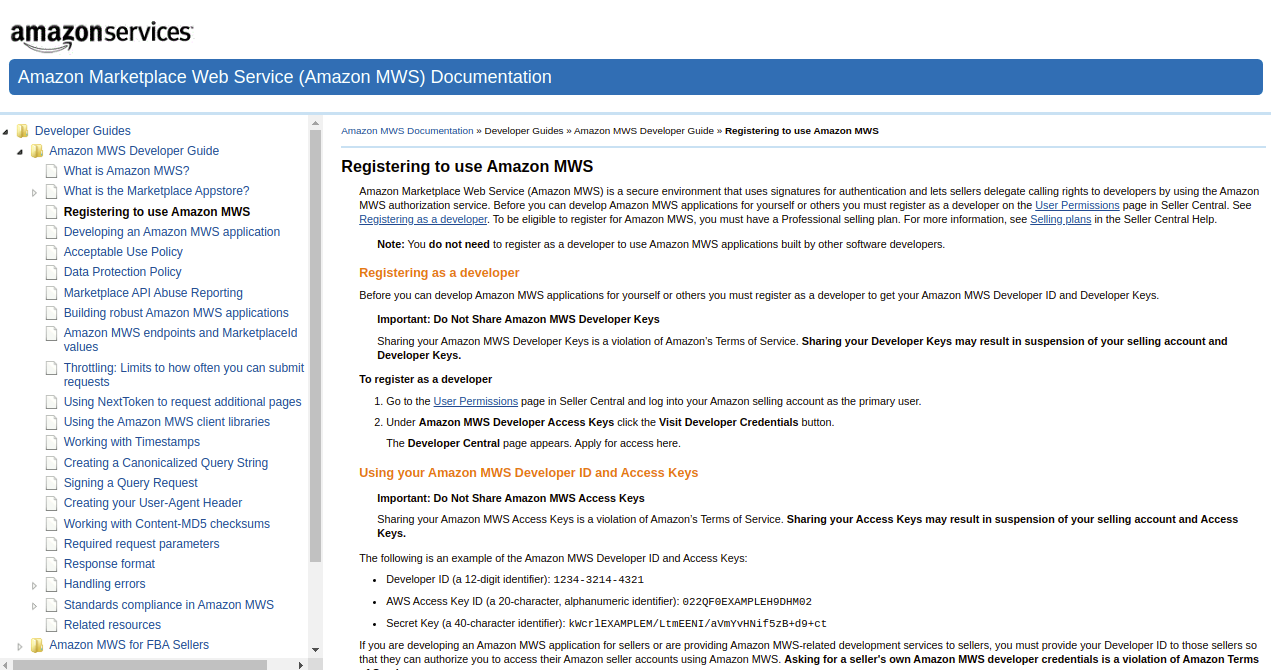 amazonservices
Amazon Marketplace Web Service (Amazon MWS) Documentation
Developer Guides
Amazon MWS Developer Guide
What is Amazon MWS?
What is the Marketplace Appstore?
Registering to use Amazon MWS
Developing an Amazon MWS application
Acceptable Use Policy
Data Protection Policy
Marketplace API Abuse Reporting
Building robust Amazon MWS applications
Amazon MWS endpoints and MarketplaceId
values
Throttling: Limits to how often you can submit
requests
Using NextToken to request additional pages
Using the Amazon MWS client libraries
Working with Timestamps
Creating a Canonicalized Query String
Signing a Query Request
Creating your User-Agent Header
Working with Content-MD5 checksums
Required request parameters
Response format
Handling errors
Standards compliance in Amazon MWS
Related resources
Amazon MWS for FBA Sellers
Amazon MWS Documentation » Developer Guides » Amazon MWS Developer Guide » Registering to use Amazon MWS
Registering to use Amazon MWS
Amazon Marketplace Web Service (Amazon MWS) is a secure environment that uses signatures for authentication and lets sellers delegate calling rights to developers by using the Amazon
MWS authorization service. Before you can develop Amazon MWS applications for yourself or others you must register as a developer on the User Permissions page in Seller Central. See
Registering as a developer. To be eligible to register for Amazon MWS, you must have a Professional selling plan. For more information, see Selling plans in the Seller Central Help.
Note: You do not need to register as a developer to use Amazon MWS applications built by other software developers.
Registering as a developer
Before you can develop Amazon MWS applications for yourself or others you must register as a developer to get your Amazon MWS Developer ID and Developer Keys.
Important: Do Not Share Amazon MWS Developer Keys
Sharing your Amazon MWS Developer Keys is a violation of Amazon's Terms of Service. Sharing your Developer Keys may result in suspension of your selling account and
Developer Keys.
To register as a developer
1. Go to the User Permissions page in Seller Central and log into your Amazon selling account as the primary user.
2. Under Amazon MWS Developer Access Keys click the Visit Developer Credentials button.
The Developer Central page appears. Apply for access here.
Using your Amazon MWS Developer ID and Access Keys
Important: Do Not Share Amazon MWS Access Keys
Sharing your Amazon MWS Access Keys is a violation of Amazon's Terms of Service. Sharing your Access Keys may result in suspension of your selling account and Access
Keys.
The following is an example of the Amazon MWS Developer ID and Access Keys:
• Developer ID (a 12-digit identifier): 1234-3214-4321
• AWS Access Key ID (a 20-character, alphanumeric identifier): 022QF0EXAMPLEH9DHM02
• Secret Key (a 40-character identifier): kWcrlEXAMPLEM/LtmEENI/aVmYvHNif5zB+d9+ct
If you are developing an Amazon MWS application for sellers or are providing Amazon MWS-related development services to sellers, you must provide your Developer ID to those sellers so
that they can authorize you to access their Amazon seller accounts using Amazon MWS. Asking for a seller's own Amazon MWS developer credentials is a violation of Amazon Terms